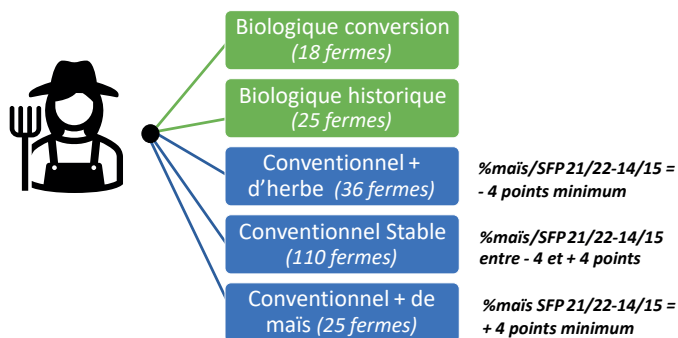 Biologique conversion
(18 fermes)
Biologique historique
(25 fermes)
Conventionnel +
d'herbe (36 fermes)
%maïs/SFP 21/22-14/15 =
- 4 points minimum
Conventionnel Stable
(110 fermes)
%maïs/SFP 21/22-14/15
entre - 4 et + 4 points
Conventionnel + de
maïs (25 fermes)
%maïs SFP 21/22-14/15 =
+ 4 points minimum